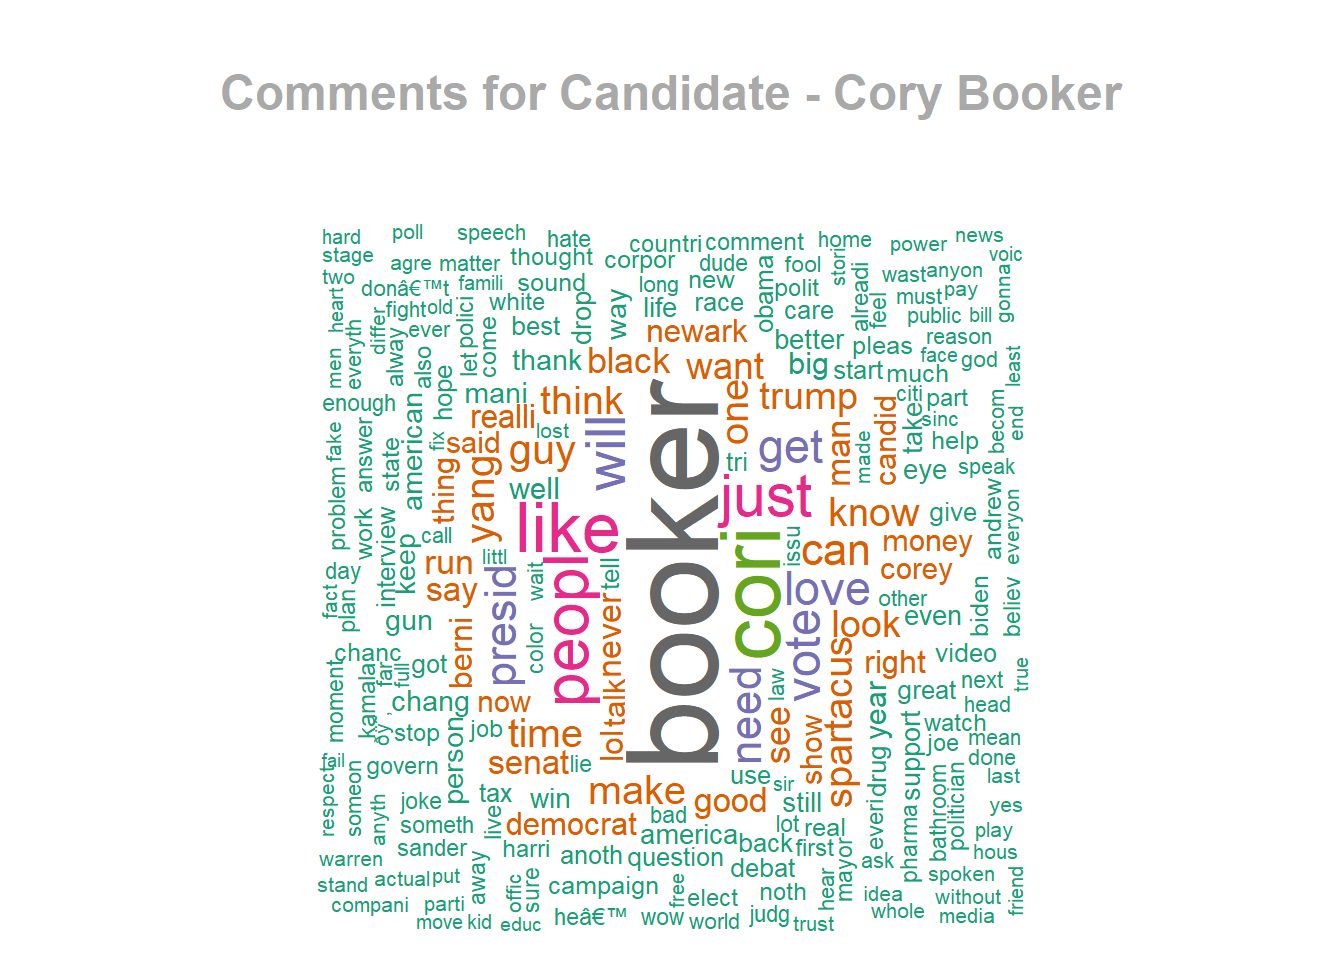 Comments for Candidate - Cory Booker
hard
poll
speech
hate
countri
comment
home
power
news
stage
agre
matter
thought
corpor
dude
fool
stori
voic
two
donâ€™t
famili
sound
long
new
obama
polit
alreadi
feel
wast
anyon
gonna
heart
differ
fight
old
polici
white
drop
way
life
race
care
must
pay
everyth
alway
ever
let
come
best
newark
better
public
bill
men
also
hope
thank
black
want
big
pleas
start
much
reason
face
god
least
enough
mani
think
one
trump
citi
part
fake
answer
american
fix
realli
said
lost
guy
will
booker
tri
get
man
made
candid
take
sinc
help
becom
end
problem
state
thing
yang
well
just
eye
speak
work
interview
keep
call
like
cori
issu
know
give
andrew
everyon
day
run
littl
can
money
fact
plan
say
presid
wait
peopl
tell
love
corey
other
gun
berni
color
never
vote
look
even
biden
believ
chanc
far
full
got
need
law
right
video
moment
kamala
chang
now
lol
talk
see
spartacus
year
great
next
true
head
ðŸ˜‚
stop
person
job
time
show
drug
support
watch
joe
mean
fail
govern
senat
lie
use
sir
done
last
respect
someon
joke
tax
win
make
good
still
everi
pharma
bathroom
politician
yes
anyth
someth
live
democrat
bad
america
lot
real
play
warren
sander
harri
anoth
question
back
first
mayor
ask
hous
stand
actual
put
away
debat
spoken
compani
parti
offic
sure
campaign
free
elect
noth
hear
idea
without
friend
move
kid
educ
heâ€™
wow
world
judg
trust
whole
media